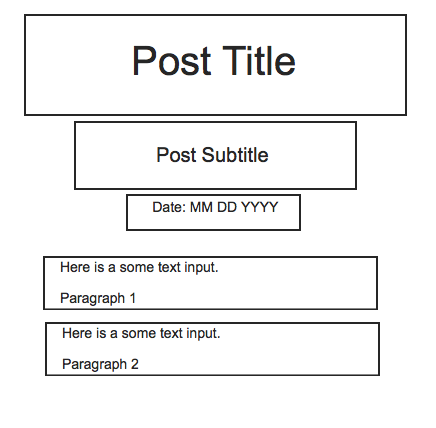 Post Title
Post Subtitle
Date: MM DD YYYY
Here is a some text input.
Paragraph 1
Here is a some text input.
Paragraph 2